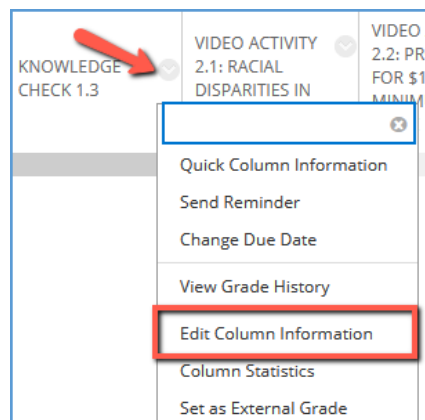 KNOWLEDGE
CHECK 1.3
VIDEO ACTIVITY
2.1: RACIAL
DISPARITIES IN
VIDEO
2.2: PR
FOR $1
MINIM
Quick Column Information
Send Reminder
Change Due Date
View Grade History
Edit Column Information
Column Statistics
Set as External Grade